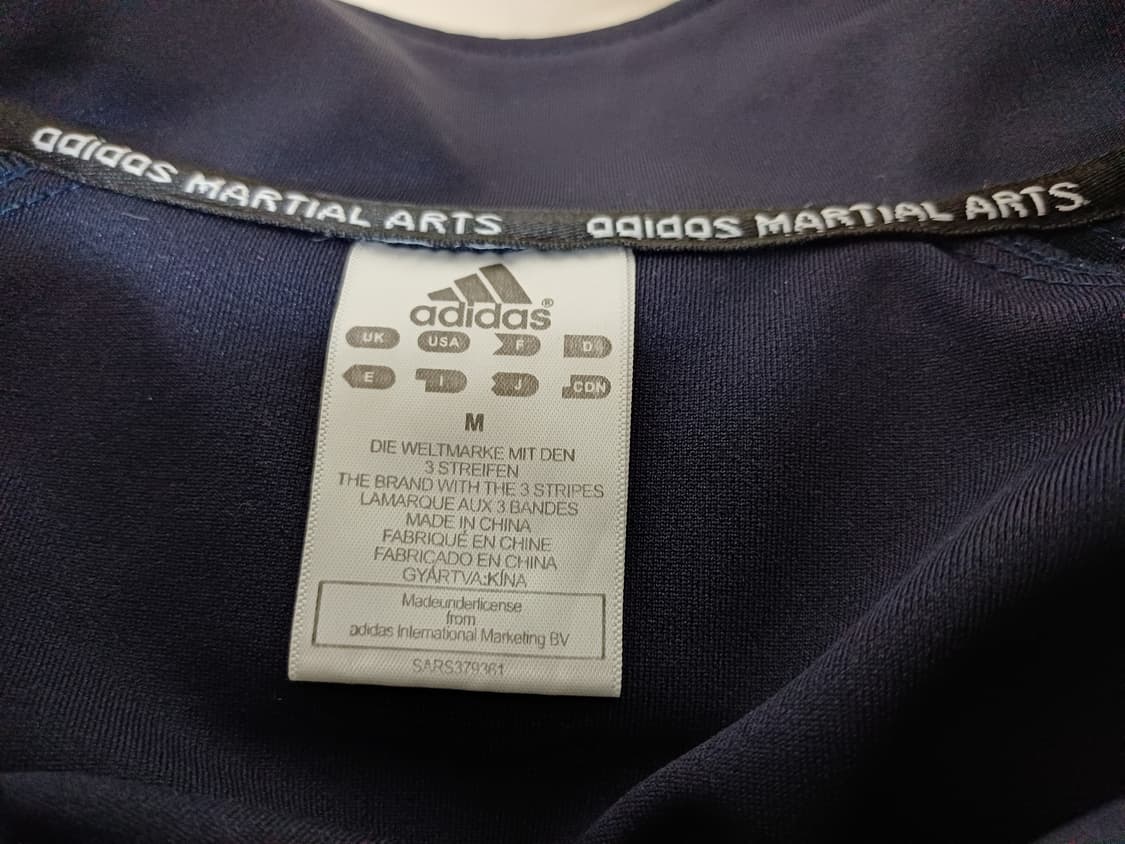 adidas MARTIAL ARTS adidas MARTIAL ARTS
adidas®
UK USA F D
E I J CDN
M
DIE WELTMARKE MIT DEN
3 STREIFEN
THE BRAND WITH THE 3 STRIPES
LAMARQUE AUX 3 BANDES
MADE IN CHINA
FABRIQUÉ EN CHINE
FABRICADO EN CHINA
GYÁRTVA:KÍNA
Madeunderlicense
from
adidas International Marketing BV
SARS379361